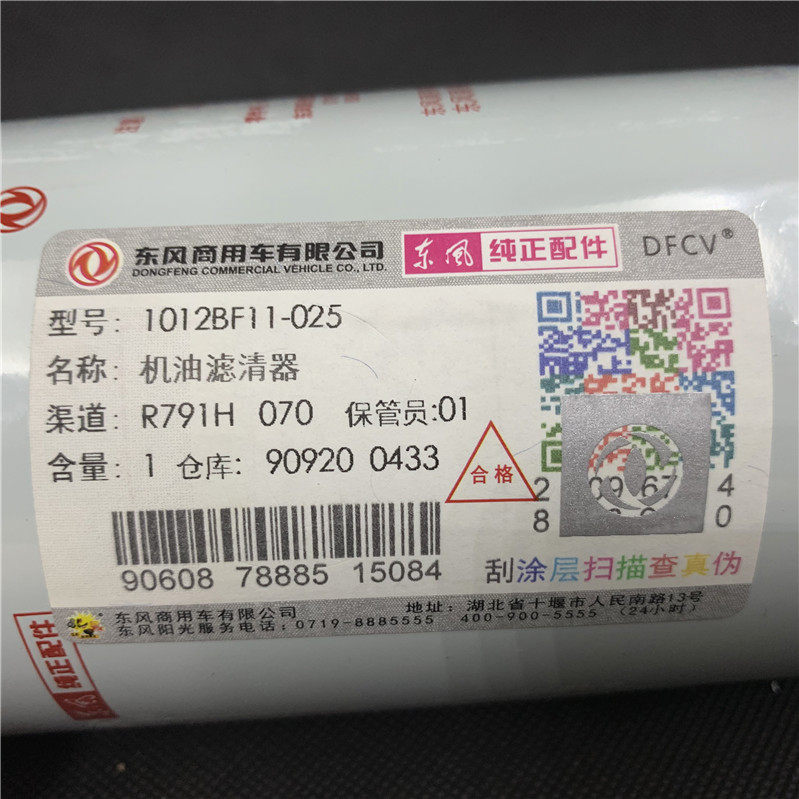 东风商用车有限公司
DONGFENG COMMERCIAL VEHICLE CO., LTD.
东风 纯正配件
DFCV®
型号: 1012BF11-025
名称: 机油滤清器
渠道: R791H 070 保管员:01
含量: 1 仓库: 90920 0433
合格
90608 78885 15084
刮涂层扫描查真伪
东风商用车有限公司 地址: 湖北省十堰市人民南路13号
东风阳光服务电话: 0719-8885555 400-900-5555 (24小时)
纯正配件